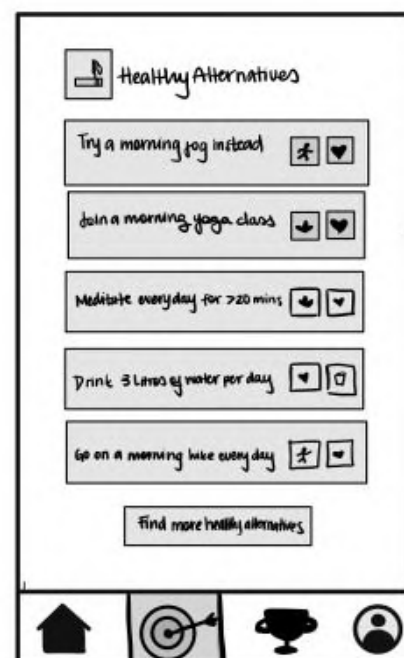 Healthy Alternatives
Try a morning jog instead
Join a morning yoga class
Meditate everyday for >20 mins
Drink 3 Litres of water per day
Go on a morning hike every day
Find more healthy alternatives